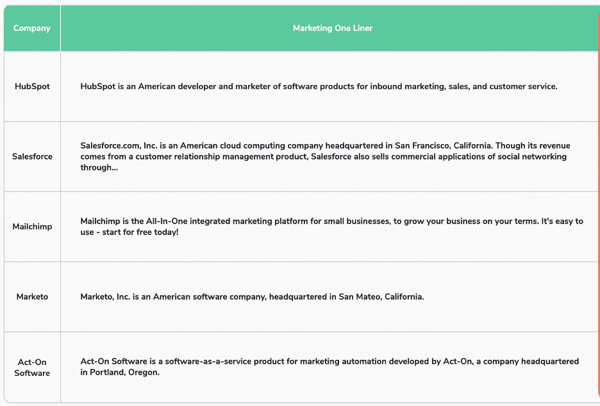 Company
Marketing One Liner
HubSpot
HubSpot is an American developer and marketer of software products for inbound marketing, sales, and customer service.
Salesforce
Salesforce.com, Inc. is an American cloud computing company headquartered in San Francisco, California. Though its revenue
comes from a customer relationship management product, Salesforce also sells commercial applications of social networking
through...
Mailchimp
Mailchimp is the All-In-One integrated marketing platform for small businesses, to grow your business on your terms. It's easy to
use - start for free today!
Marketo
Marketo, Inc. is an American software company, headquartered in San Mateo, California.
Act-On
Software
Act-On Software is a software-as-a-service product for marketing automation developed by Act-On, a company headquartered
in Portland, Oregon.